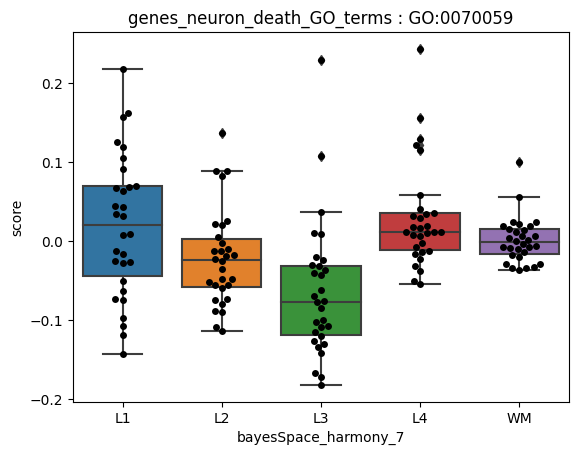 genes_neuron_death_GO_terms : GO:0070059
score
0.2
0.1
0.0
−0.1
−0.2
L1 L2 L3 L4 WM
bayesSpace_harmony_7